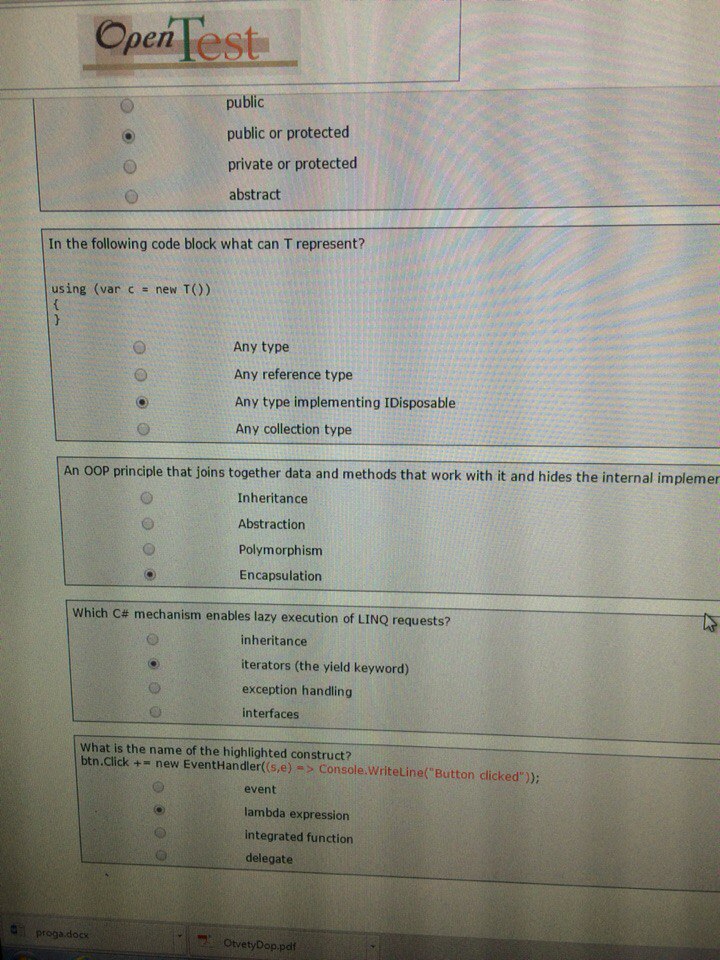 OpenTest
public
public or protected
private or protected
abstract
In the following code block what can T represent?
using (var c = new T())
{
}
Any type
Any reference type
Any type implementing IDisposable
Any collection type
An OOP principle that joins together data and methods that work with it and hides the internal implemer
Inheritance
Abstraction
Polymorphism
Encapsulation
Which C# mechanism enables lazy execution of LINQ requests?
inheritance
iterators (the yield keyword)
exception handling
interfaces
What is the name of the highlighted construct?
btn.Click += new EventHandler((s,e) => Console.WriteLine("Button clicked"));
event
lambda expression
integrated function
delegate
proga.docx
OtvetyDop.pdf